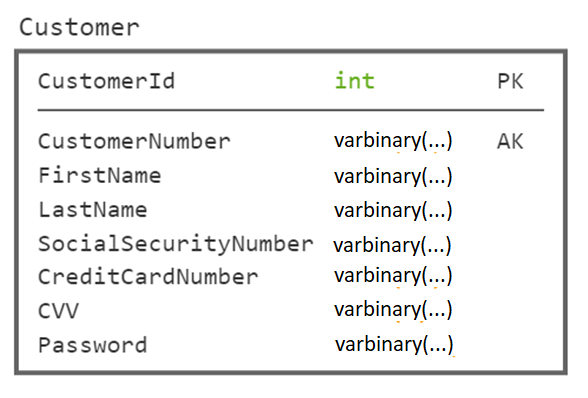 Customer
CustomerId int PK
CustomerNumber varbinary(...) AK
FirstName varbinary(...)
LastName varbinary(...)
SocialSecurityNumber varbinary(...)
CreditCardNumber varbinary(...)
CVV varbinary(...)
Password varbinary(...)